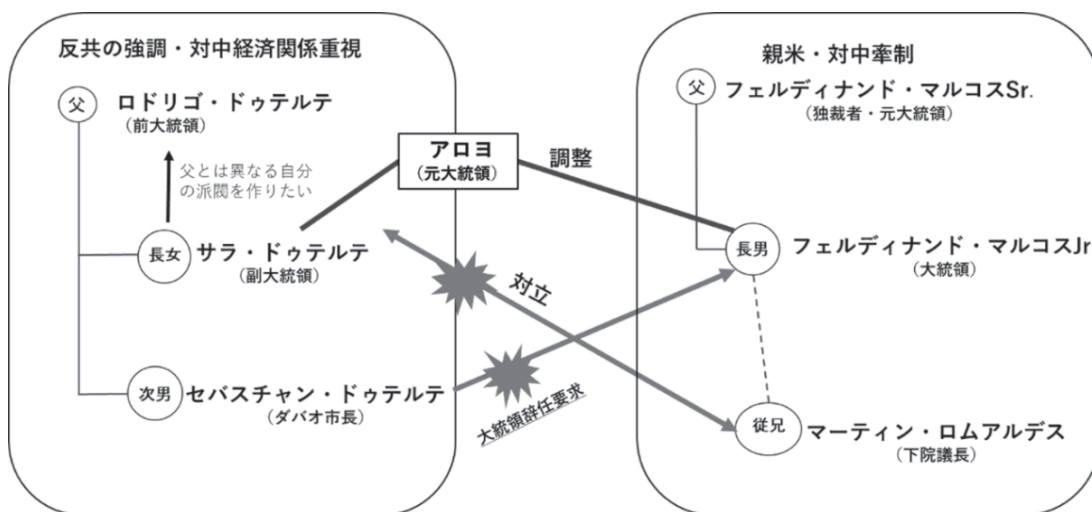 反共の強調・対中経済関係重視
父
ロドリゴ・ドゥテルテ
(前大統領)
父とは異なる自分
の派閥を作りたい
長女
サラ・ドゥテルテ
(副大統領)
次男
セバスチャン・ドゥテルテ
(ダバオ市長)
アロヨ
(元大統領)
調整
対立
大統領辞任要求
親米・対中牽制
父
フェルディナンド・マルコスSr.
(独裁者・元大統領)
長男
フェルディナンド・マルコスJr
(大統領)
従兄
マーティン・ロムアルデス
(下院議長)